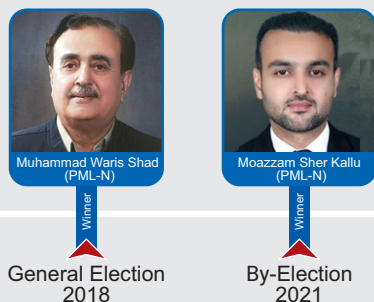 Muhammad Waris Shad
(PML-N)
Winner
General Election
2018
Moazzam Sher Kallu
(PML-N)
Winner
By-Election
2021